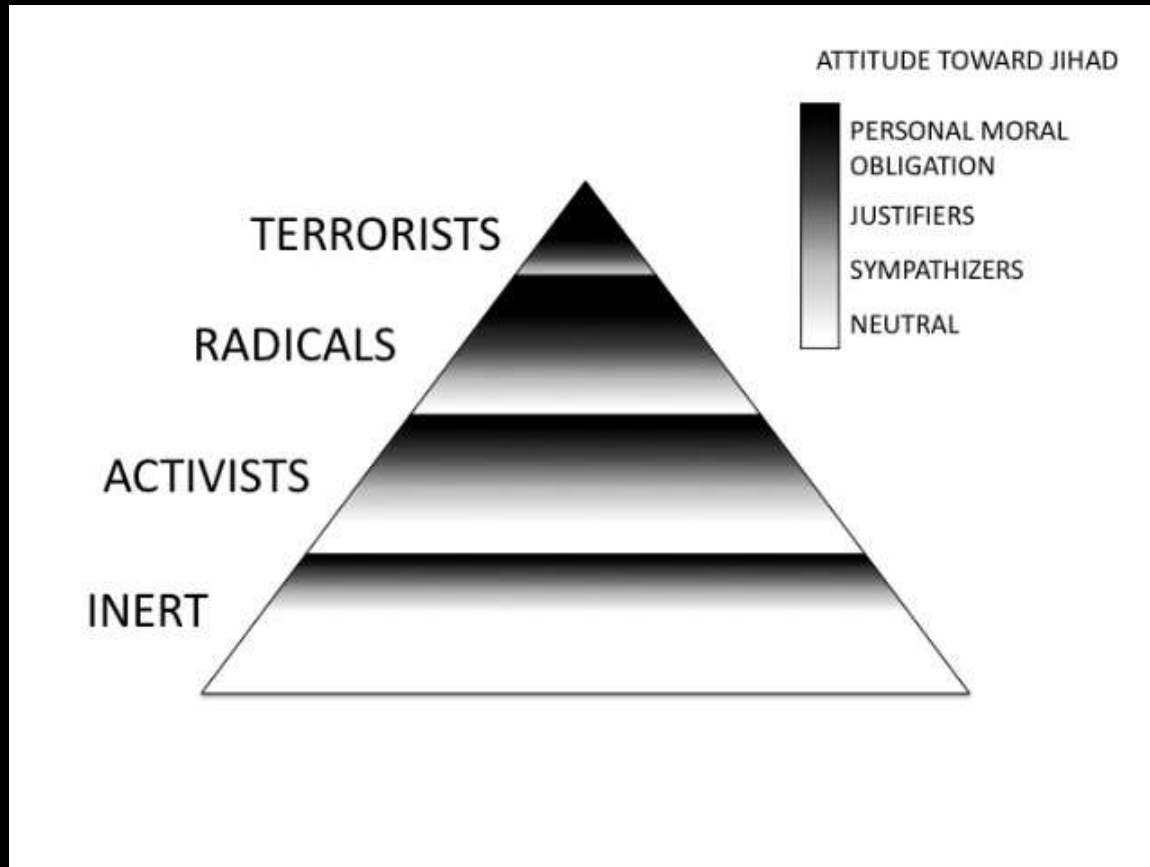 ATTITUDE TOWARD JIHAD
PERSONAL MORAL
OBLIGATION
JUSTIFIERS
SYMPATHIZERS
NEUTRAL
TERRORISTS
RADICALS
ACTIVISTS
INERT